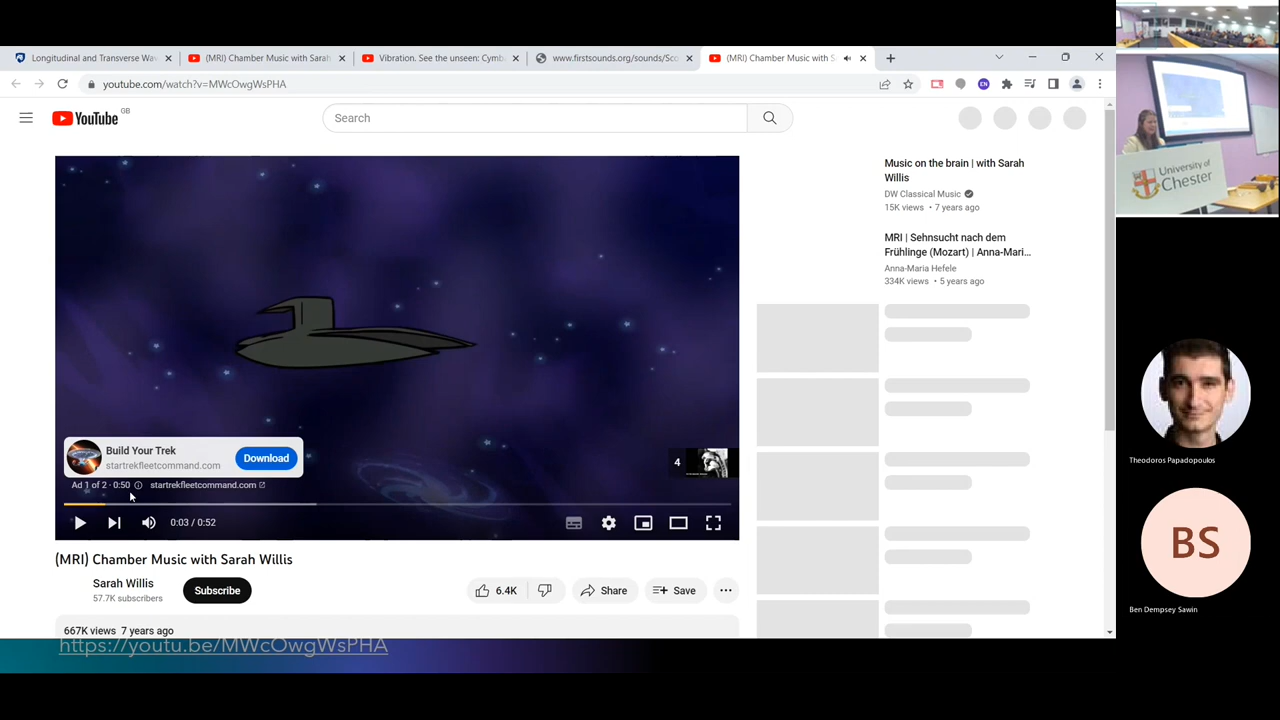 Longitudinal and Transverse Wav
(MRI) Chamber Music with Sarah
Vibration. See the unseen: Cymb
www.firstsounds.org/sounds/Sco
(MRI) Chamber Music with S
youtube.com/watch?v=MWcOwgWsPHA
EN
YouTube GB
Search
Music on the brain | with Sarah
Willis
DW Classical Music
15K views • 7 years ago
MRI | Sehnsucht nach dem
Frühlinge (Mozart) | Anna-Mari...
Anna-Maria Hefele
334K views • 5 years ago
Build Your Trek
startrekfleetcommand.com
Download
Ad 1 of 2 · 0:50 startrekfleetcommand.com
4
0:03 / 0:52
(MRI) Chamber Music with Sarah Willis
Sarah Willis
57.7K subscribers
Subscribe
6.4K
Share
Save
667K views 7 years ago
https://youtu.be/MWcOwgWsPHA
University of
Chester
Theodoros Papadopoulos
BS
Ben Dempsey Sawin